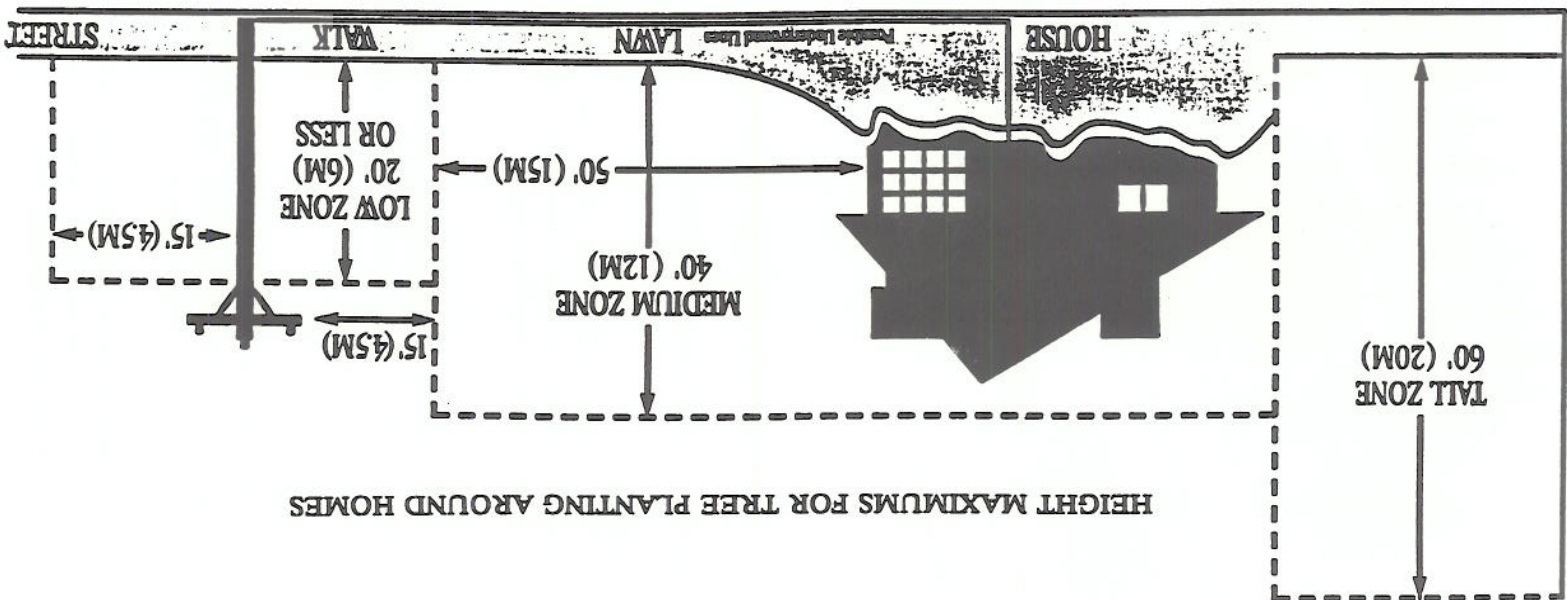 HEIGHT MAXIMUMS FOR TREE PLANTING AROUND HOMES
TALL ZONE
60' (20M)
MEDIUM ZONE
40' (12M)
15' (4.5M)
LOW ZONE
20' (6M)
OR LESS
15' (4.5M)
50' (15M)
HOUSE
Possible Underground Lines
LAWN
WALK
STREET